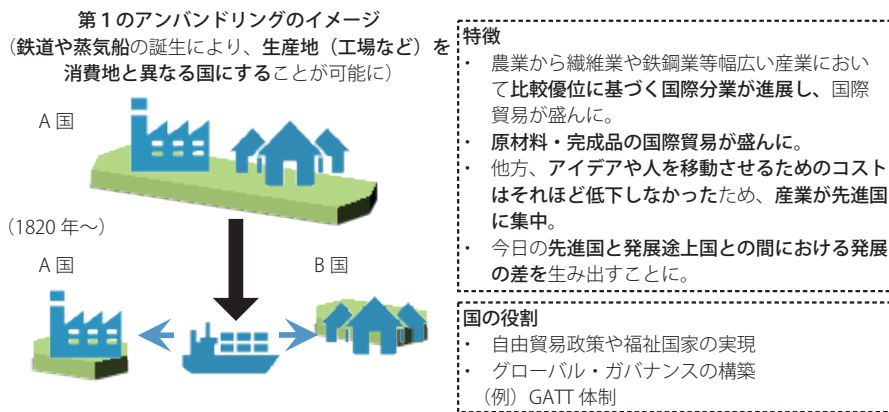 第１のアンバンドリングのイメージ
（鉄道や蒸気船の誕生により、生産地（工場など）を
消費地と異なる国にすることが可能に）
A 国
（1820 年～）
A 国
B 国
特徴
・ 農業から繊維業や鉄鋼業等幅広い産業におい
て比較優位に基づく国際分業が進展し、国際
貿易が盛んに。
・ 原材料・完成品の国際貿易が盛んに。
・ 他方、アイデアや人を移動させるためのコスト
はそれほど低下しなかったため、産業が先進国
に集中。
・ 今日の先進国と発展途上国との間における発展
の差を生み出すことに。
国の役割
・ 自由貿易政策や福祉国家の実現
・ グローバル・ガバナンスの構築
（例）GATT 体制